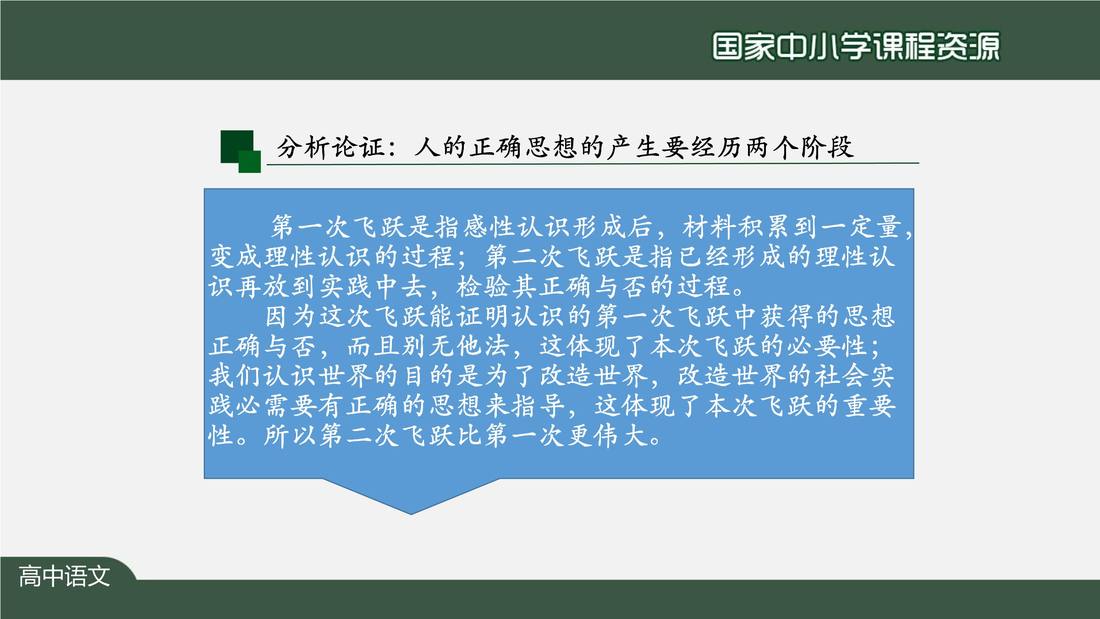 国家中小学课程资源
分析论证：人的正确思想的产生要经历两个阶段
第一次飞跃是指感性认识形成后，材料积累到一定量，
变成理性认识的过程；第二次飞跃是指已经形成的理性认
识再放到实践中去，检验其正确与否的过程。
因为这次飞跃能证明认识的第一次飞跃中获得的思想
正确与否，而且别无他法，这体现了本次飞跃的必要性；
我们认识世界的目的是为了改造世界，改造世界的社会实
践必需要有正确的思想来指导，这体现了本次飞跃的重要
性。所以第二次飞跃比第一次更伟大。
高中语文